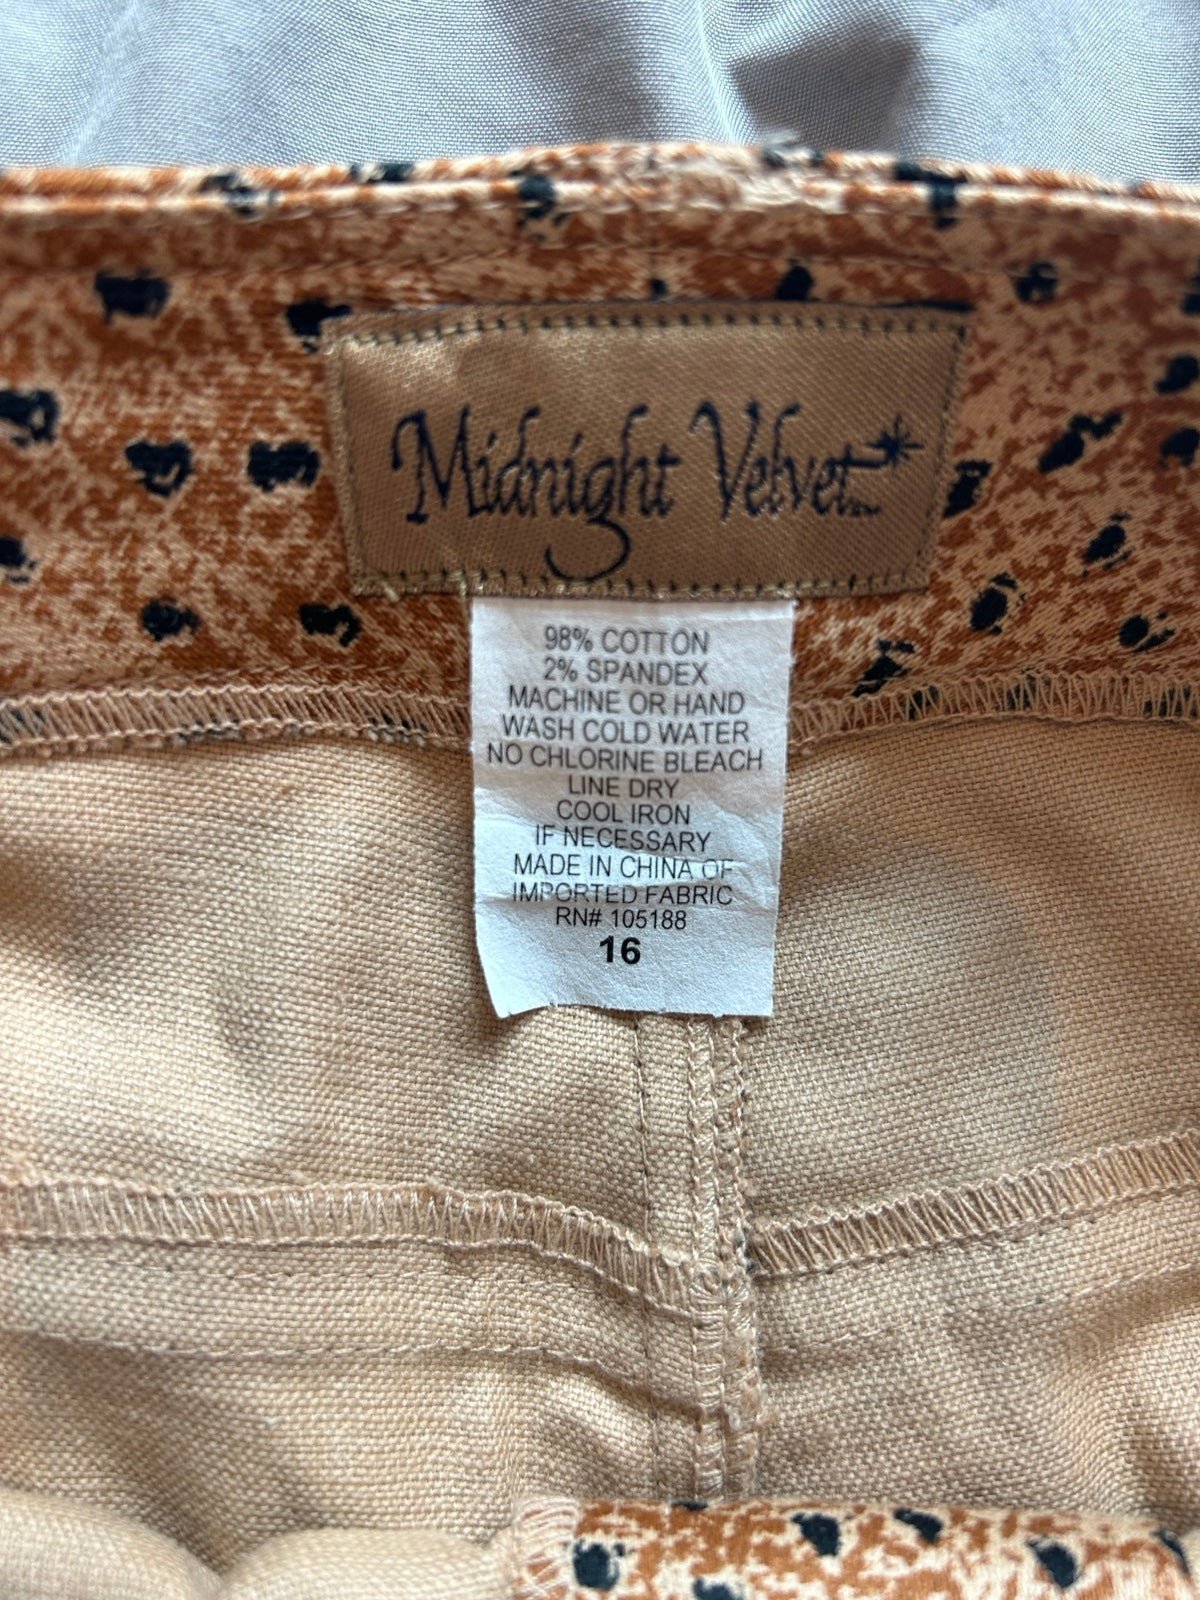 Midnight Velvet
98% COTTON
2% SPANDEX
MACHINE OR HAND
WASH COLD WATER
NO CHLORINE BLEACH
LINE DRY
COOL IRON
IF NECESSARY
MADE IN CHINA OF
IMPORTED FABRIC
RN# 105188
16